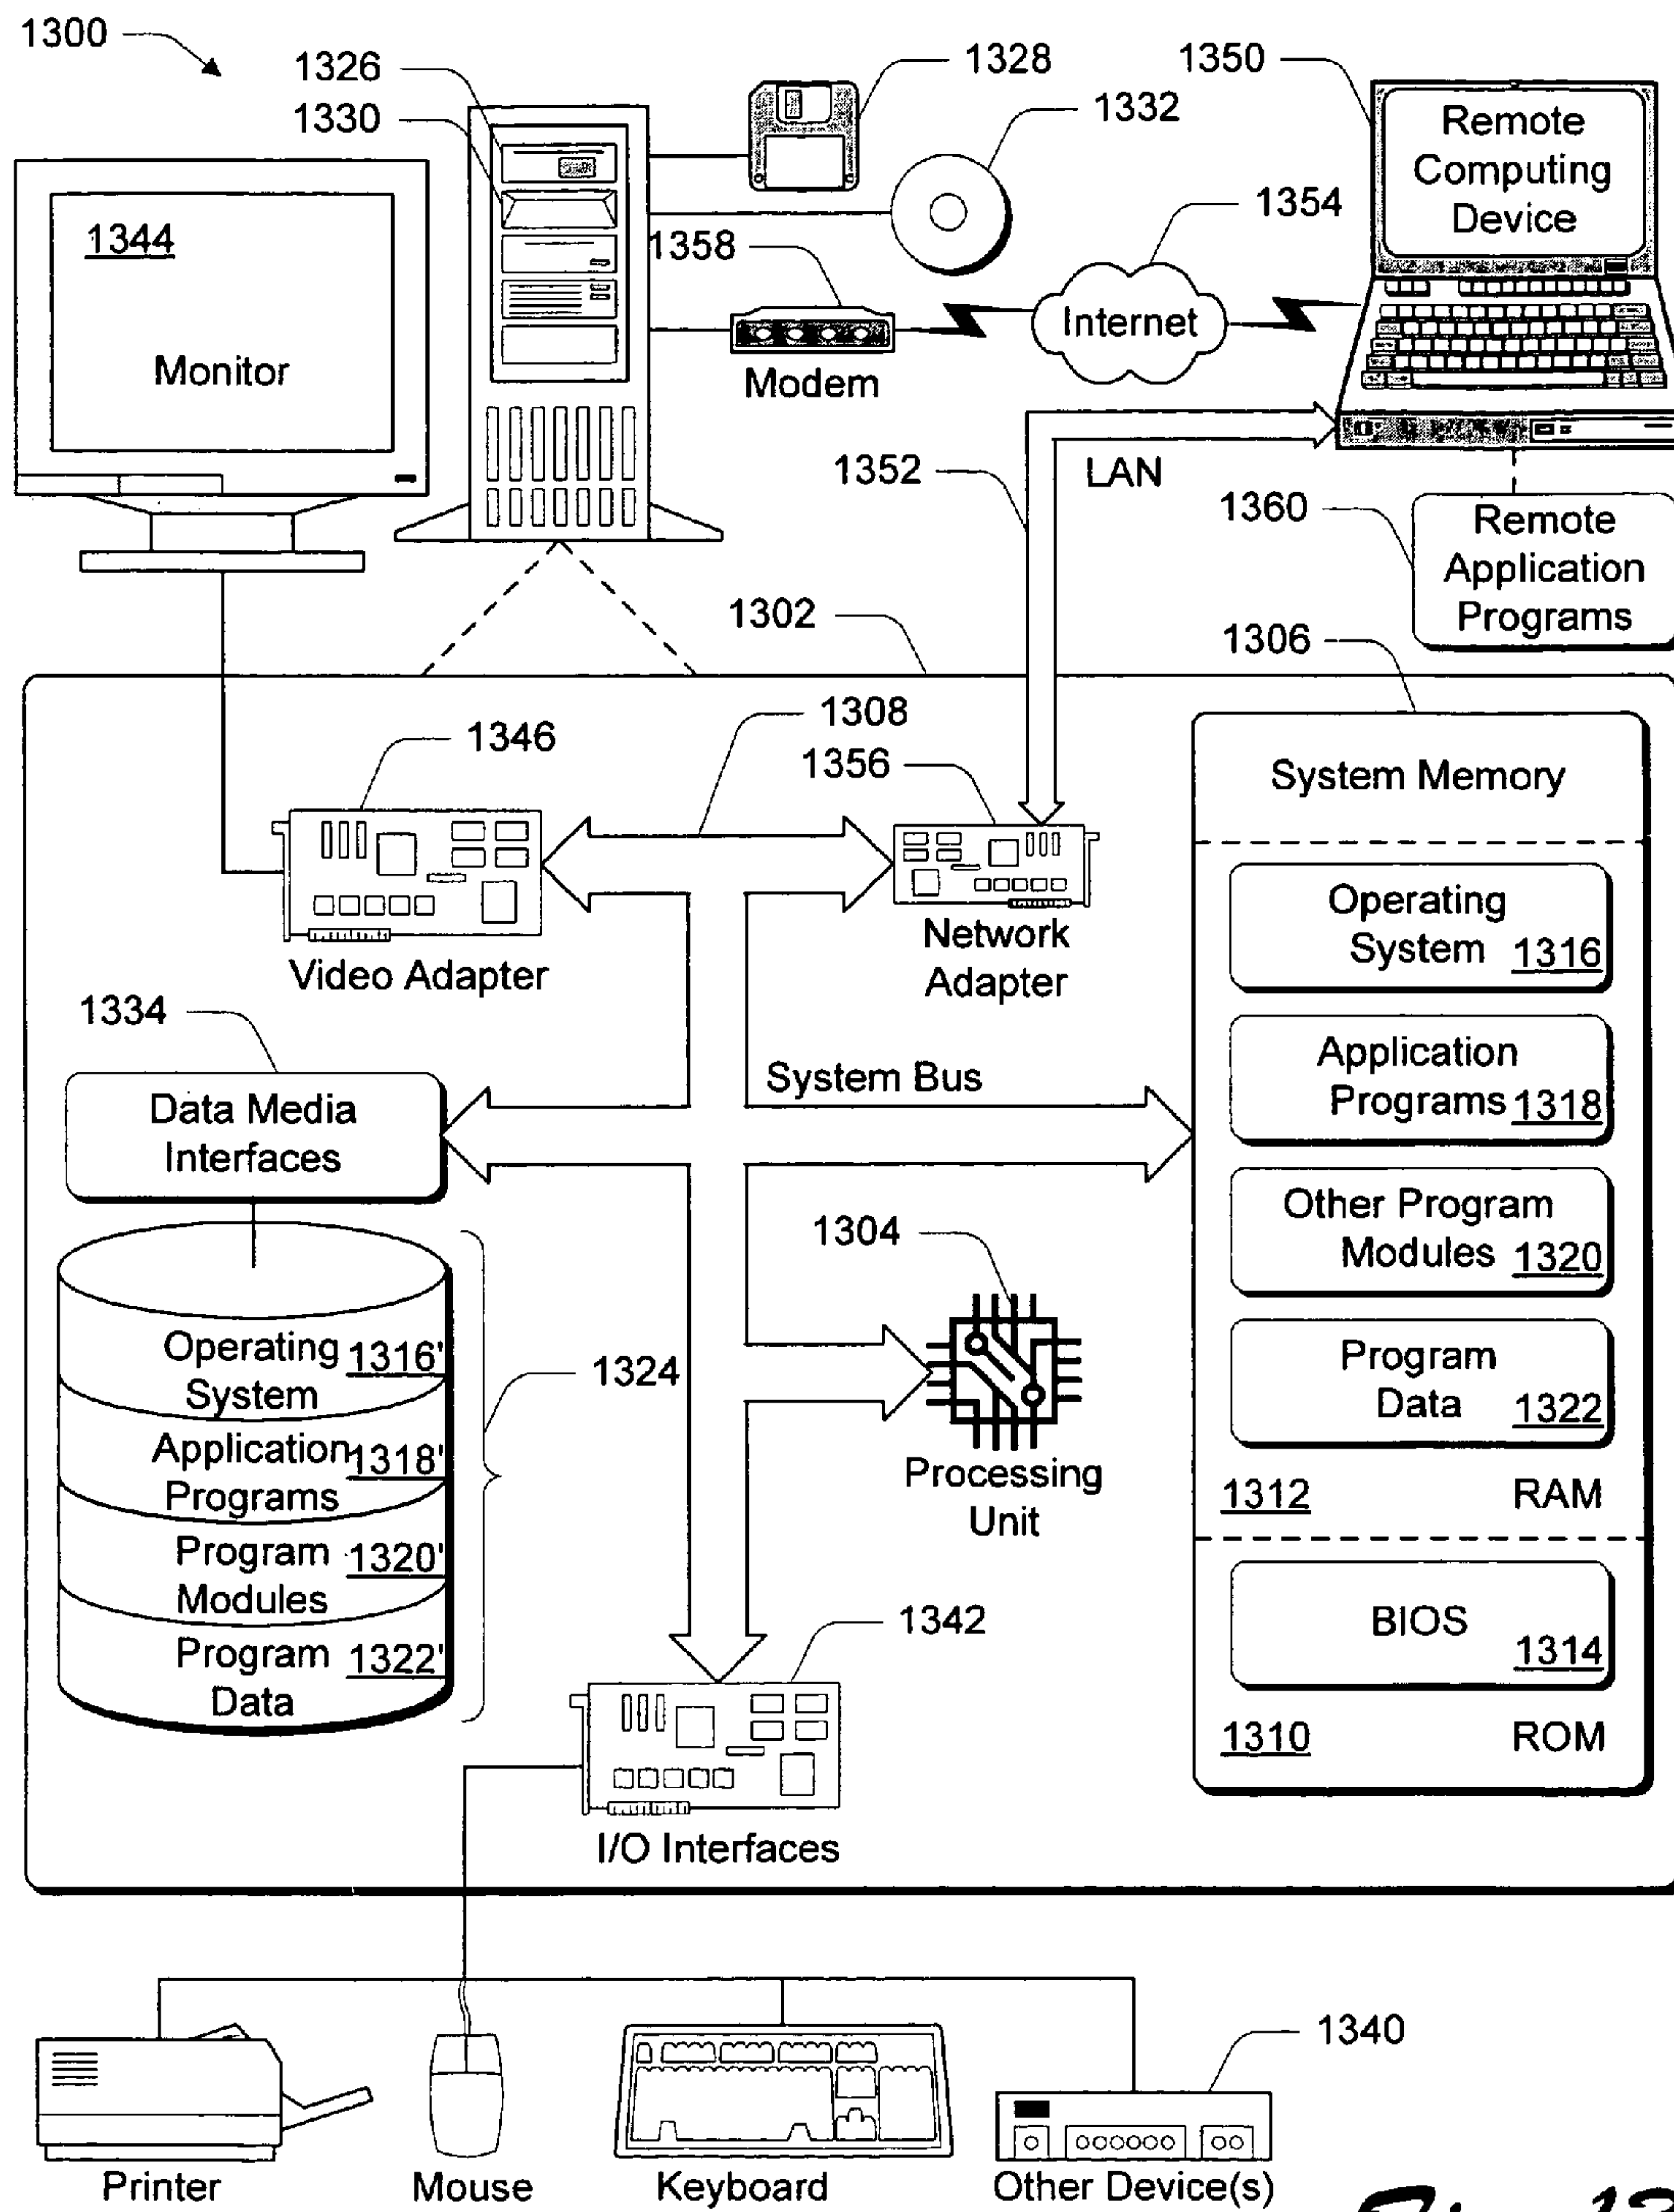 1300
1326
1330
1328
1332
1350
Remote
Computing
Device
1344
Monitor
1358
Modem
1354
Internet
1352
LAN
1360
Remote
Application
Programs
1302
1306
1308
1346
1356
Video Adapter
Network
Adapter
System Memory
Operating
System 1316
Application
Programs 1318
Other Program
Modules 1320
Program
Data 1322
1312 RAM
BIOS
1314
1310 ROM
1334
Data Media
Interfaces
System Bus
1304
Processing
Unit
Operating 1316'
System
Application 1318'
Programs
Program 1320'
Modules
Program 1322'
Data
1324
1342
I/O Interfaces
1340
Printer
Mouse
Keyboard
Other Device(s)